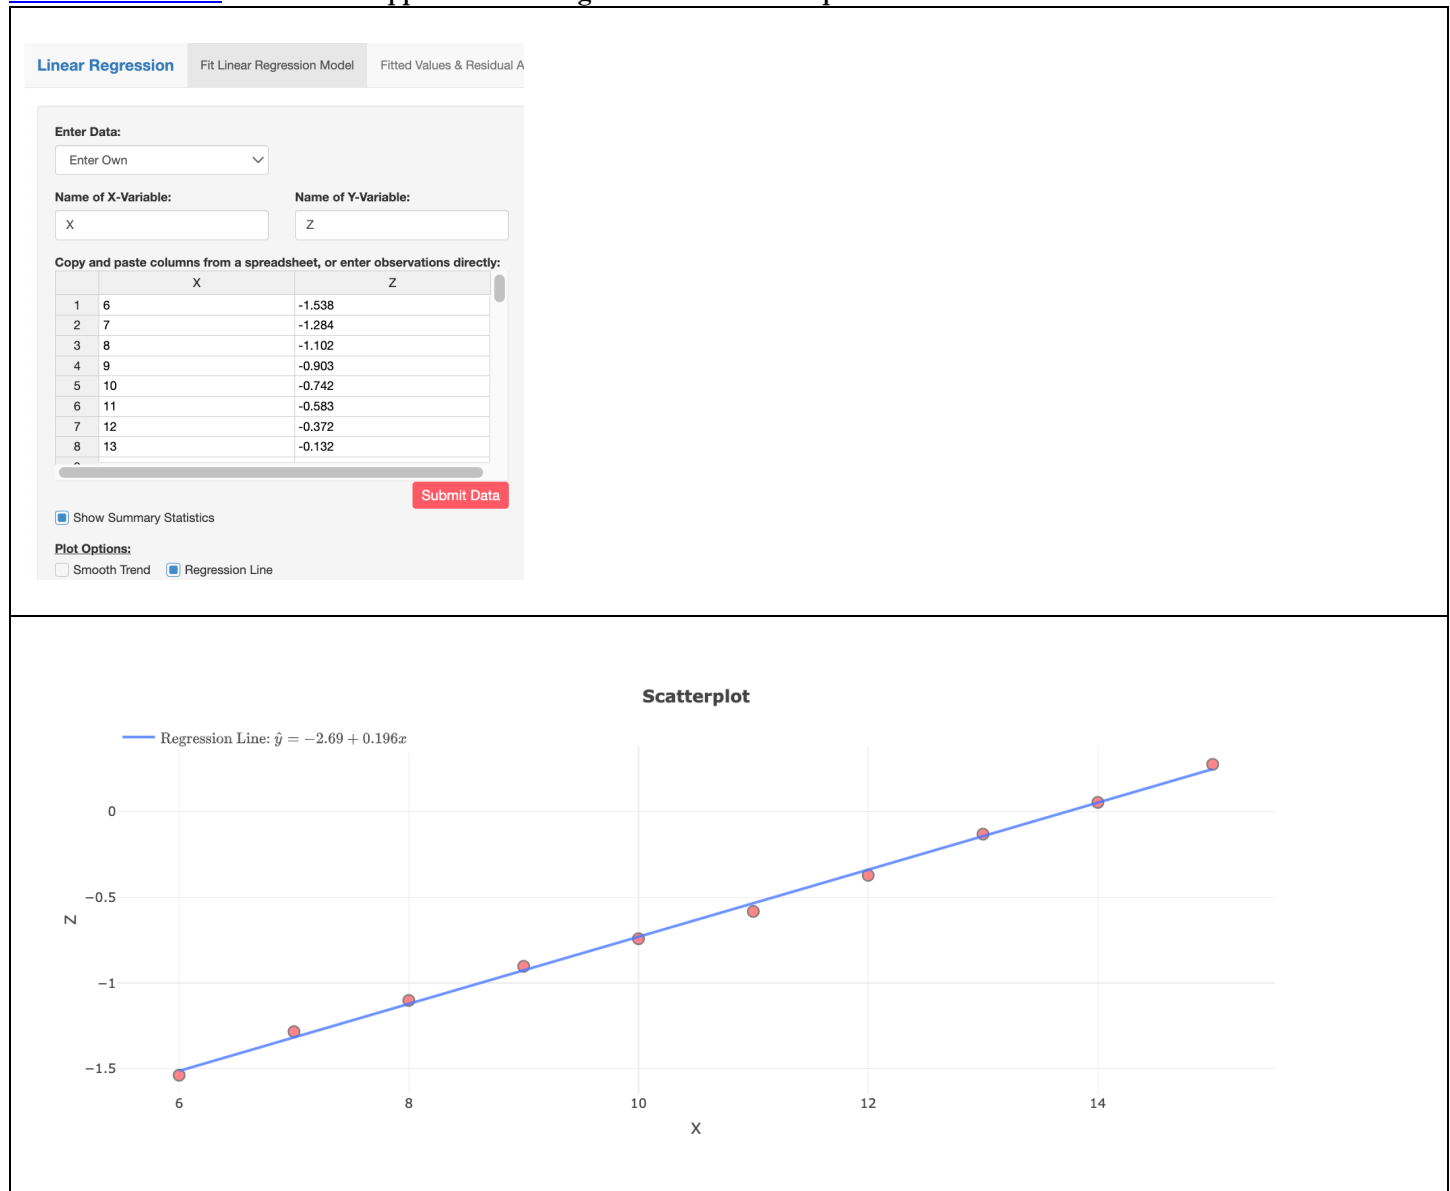 Linear Regression Fit Linear Regression Model Fitted Values & Residual A
Enter Data:
Enter Own
Name of X-Variable: Name of Y-Variable:
X Z
Copy and paste columns from a spreadsheet, or enter observations directly:
X Z
1 6 -1.538
2 7 -1.284
3 8 -1.102
4 9 -0.903
5 10 -0.742
6 11 -0.583
7 12 -0.372
8 13 -0.132
Submit Data
Show Summary Statistics
Plot Options:
Smooth Trend Regression Line
Scatterplot
Regression Line: ŷ = −2.69 + 0.196x
0
−0.5
Z
−1
−1.5
6 8 10 12 14
X